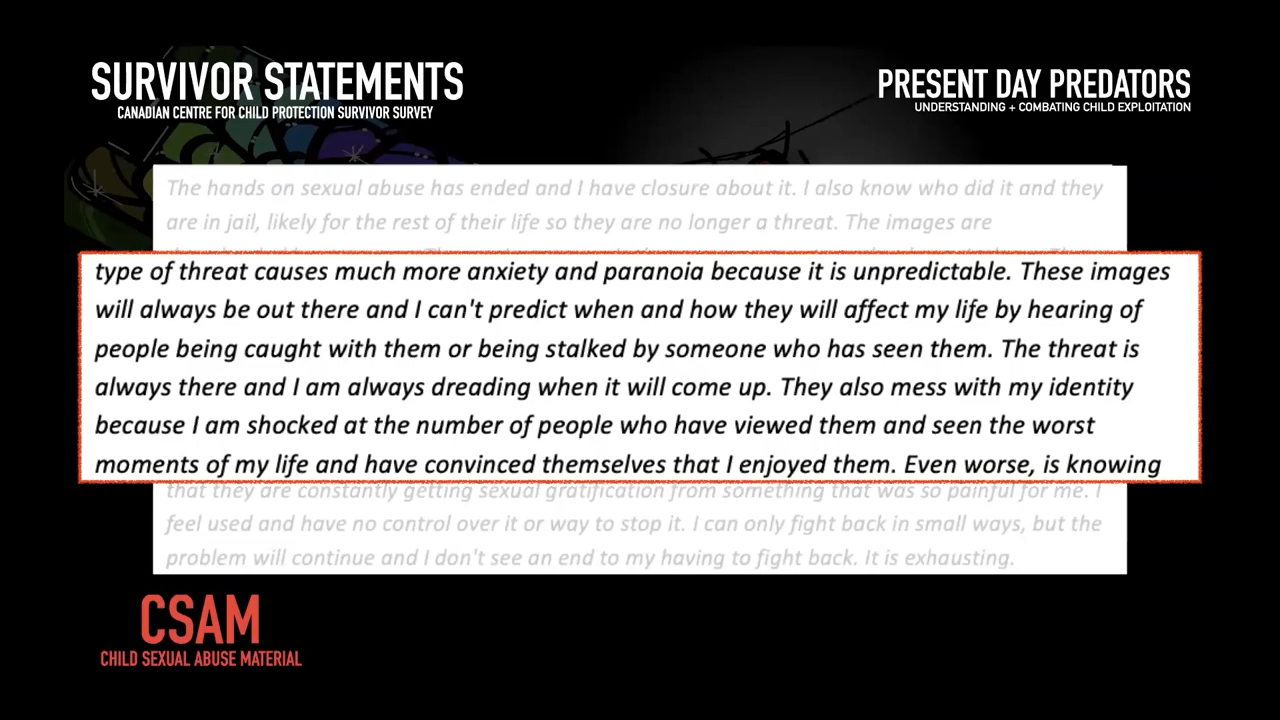 SURVIVOR STATEMENTS
CANADIAN CENTRE FOR CHILD PROTECTION SURVIVOR SURVEY
PRESENT DAY PREDATORS
UNDERSTANDING + COMBATING CHILD EXPLOITATION
The hands on sexual abuse has ended and I have closure about it. I also know who did it and they
are in jail, likely for the rest of their life so they are no longer a threat. The images are
type of threat causes much more anxiety and paranoia because it is unpredictable. These images
will always be out there and I can't predict when and how they will affect my life by hearing of
people being caught with them or being stalked by someone who has seen them. The threat is
always there and I am always dreading when it will come up. They also mess with my identity
because I am shocked at the number of people who have viewed them and seen the worst
moments of my life and have convinced themselves that I enjoyed them. Even worse, is knowing
that they are constantly getting sexual gratification from something that was so painful for me. I
feel used and have no control over it or way to stop it. I can only fight back in small ways, but the
problem will continue and I don't see an end to my having to fight back. It is exhausting.
CSAM
CHILD SEXUAL ABUSE MATERIAL